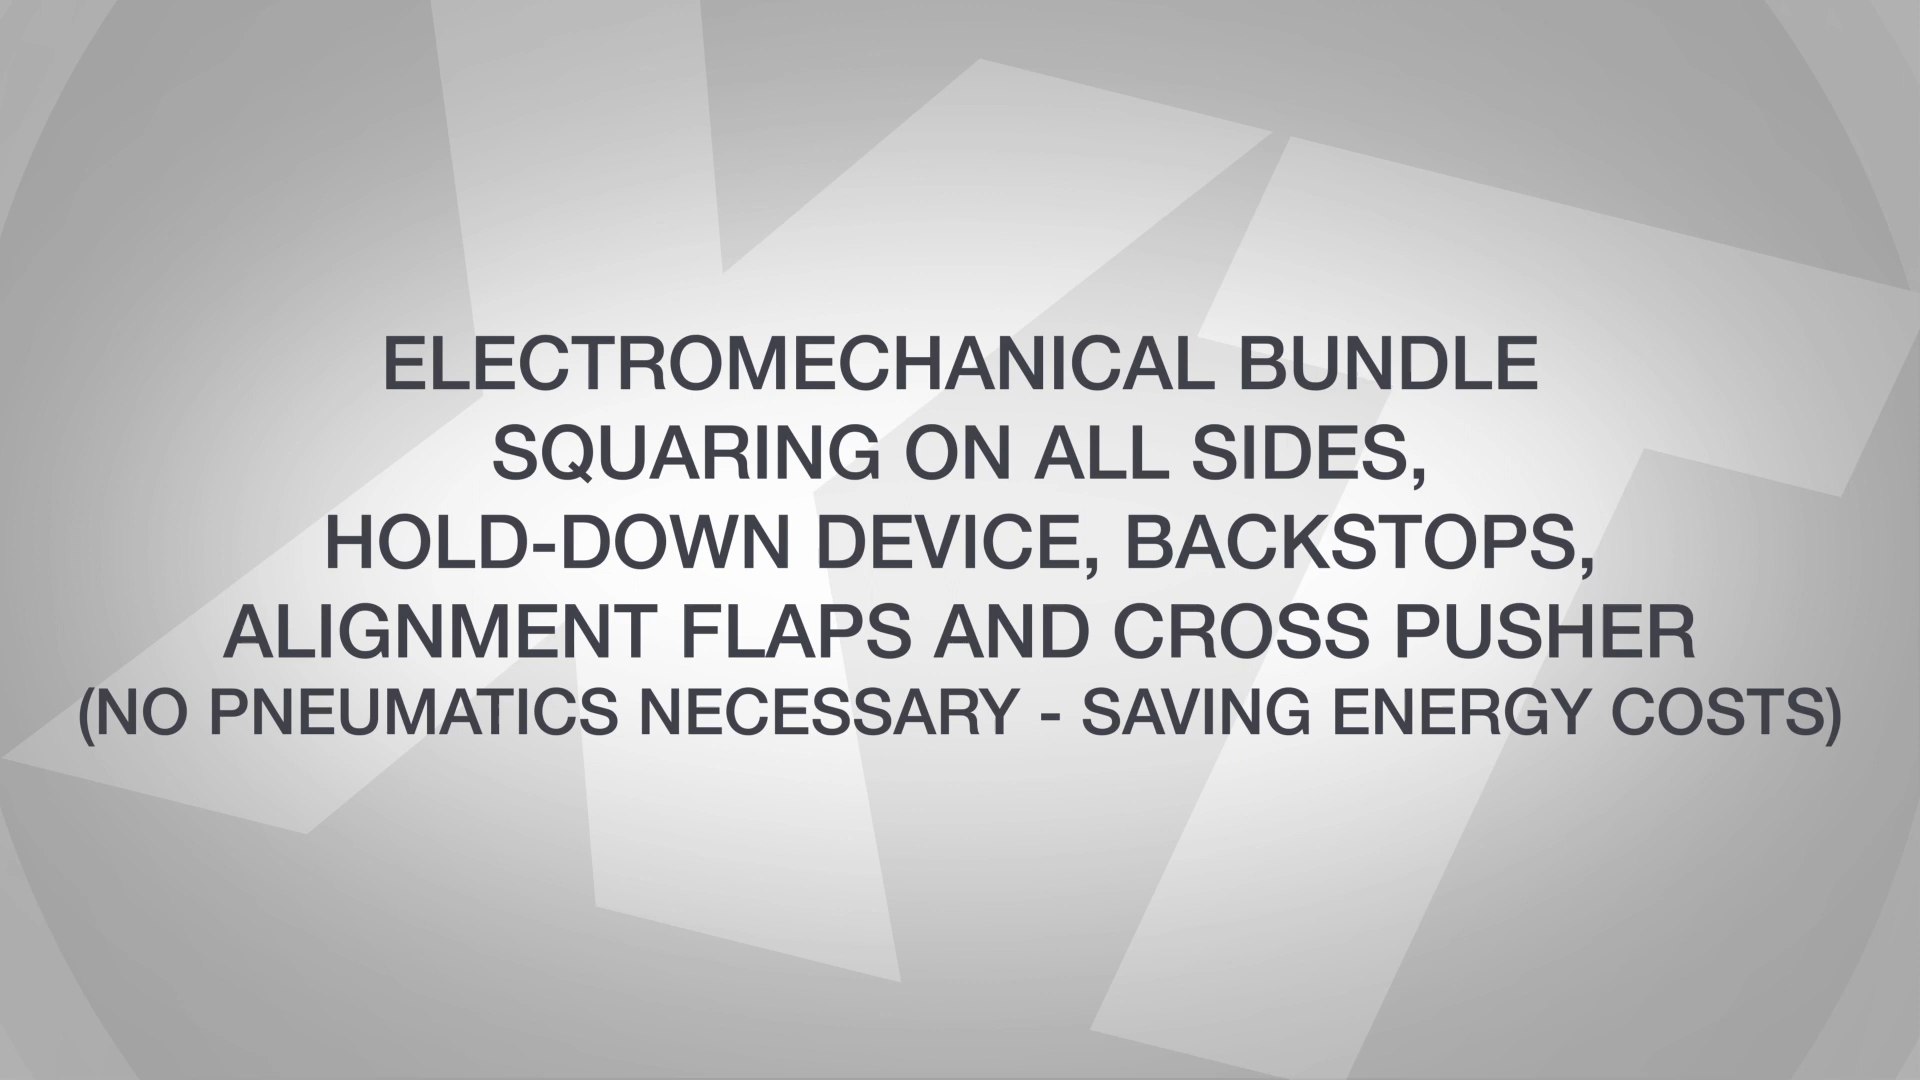 ELECTROMECHANICAL BUNDLE
SQUARING ON ALL SIDES,
HOLD-DOWN DEVICE, BACKSTOPS,
ALIGNMENT FLAPS AND CROSS PUSHER
(NO PNEUMATICS NECESSARY - SAVING ENERGY COSTS)